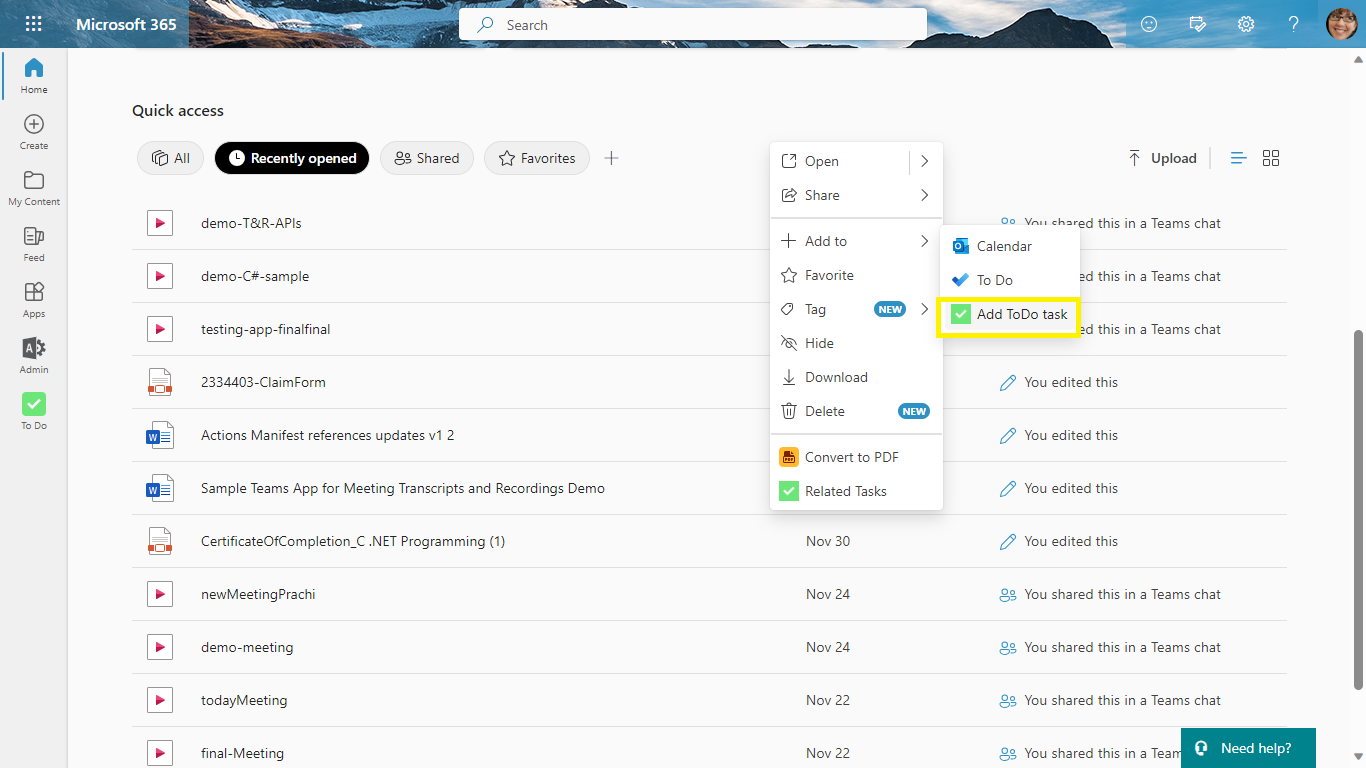 Microsoft 365
Search
Home
Create
My Content
Feed
Apps
Admin
To Do
Quick access
All
Recently opened
Shared
Favorites
Upload
demo-T&R-APIs
You shared this in a Teams chat
demo-C#-sample
ed this in a Teams chat
testing-app-finalfinal
ed this in a Teams chat
2334403-ClaimForm
You edited this
Actions Manifest references updates v1 2
You edited this
Sample Teams App for Meeting Transcripts and Recordings Demo
You edited this
CertificateOfCompletion_C .NET Programming (1)
Nov 30
You edited this
newMeetingPrachi
Nov 24
You shared this in a Teams chat
demo-meeting
Nov 24
You shared this in a Teams chat
todayMeeting
Nov 22
You shared this in a Teams chat
final-Meeting
Nov 22
You shared this in a Teams
Open
Share
Add to
Favorite
Tag NEW
Hide
Download
Delete NEW
Convert to PDF
Related Tasks
Calendar
To Do
Add ToDo task
Need help?